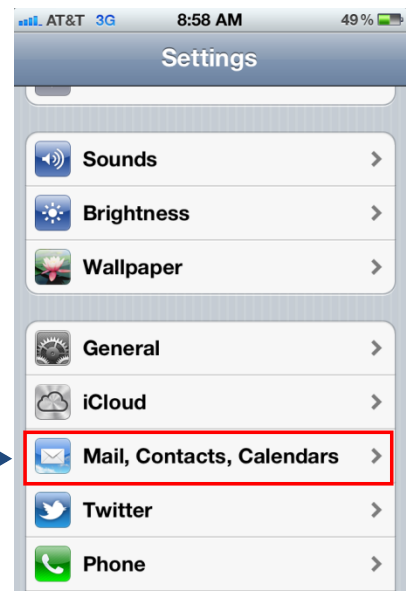 AT&T 3G 8:58 AM 49%
Settings
Sounds
Brightness
Wallpaper
General
iCloud
Mail, Contacts, Calendars
Twitter
Phone